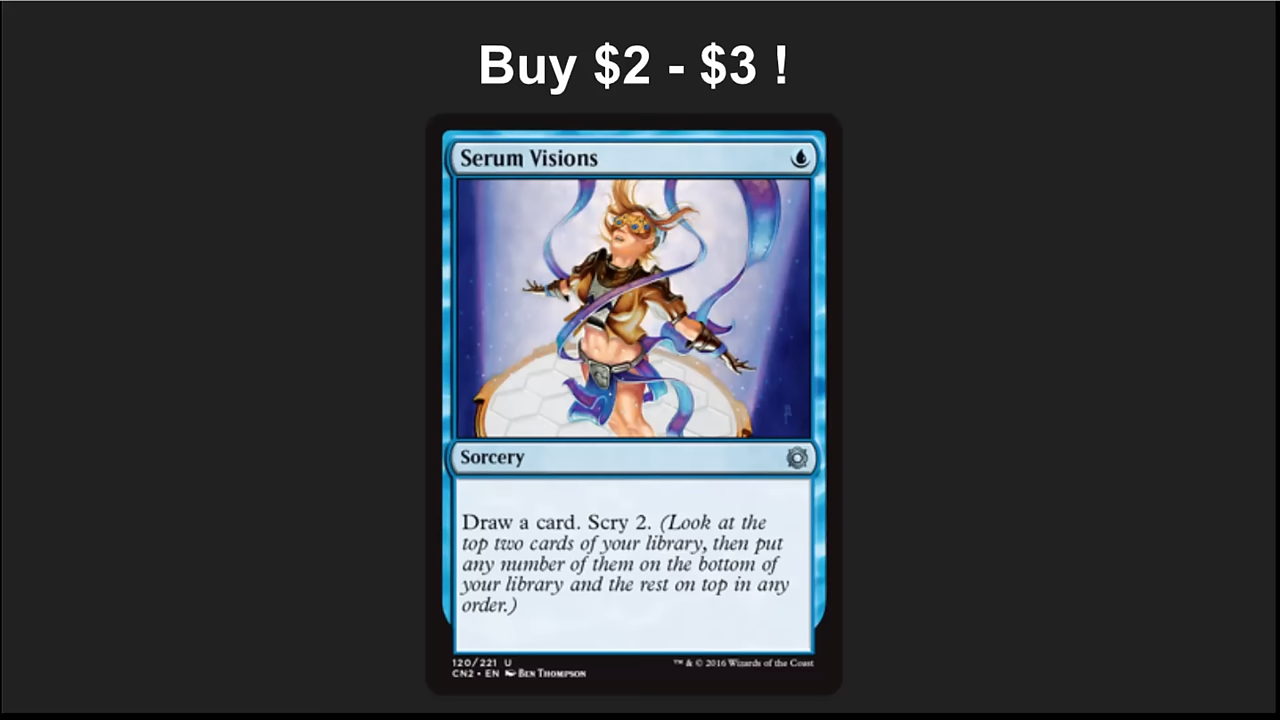 Buy $2 - $3 !
Serum Visions
Sorcery
Draw a card. Scry 2. (Look at the
top two cards of your library, then put
any number of them on the bottom of
your library and the rest on top in any
order.)
120/221 U
™ & © 2016 Wizards of the Coast
CN2 • EN Ben Thompson